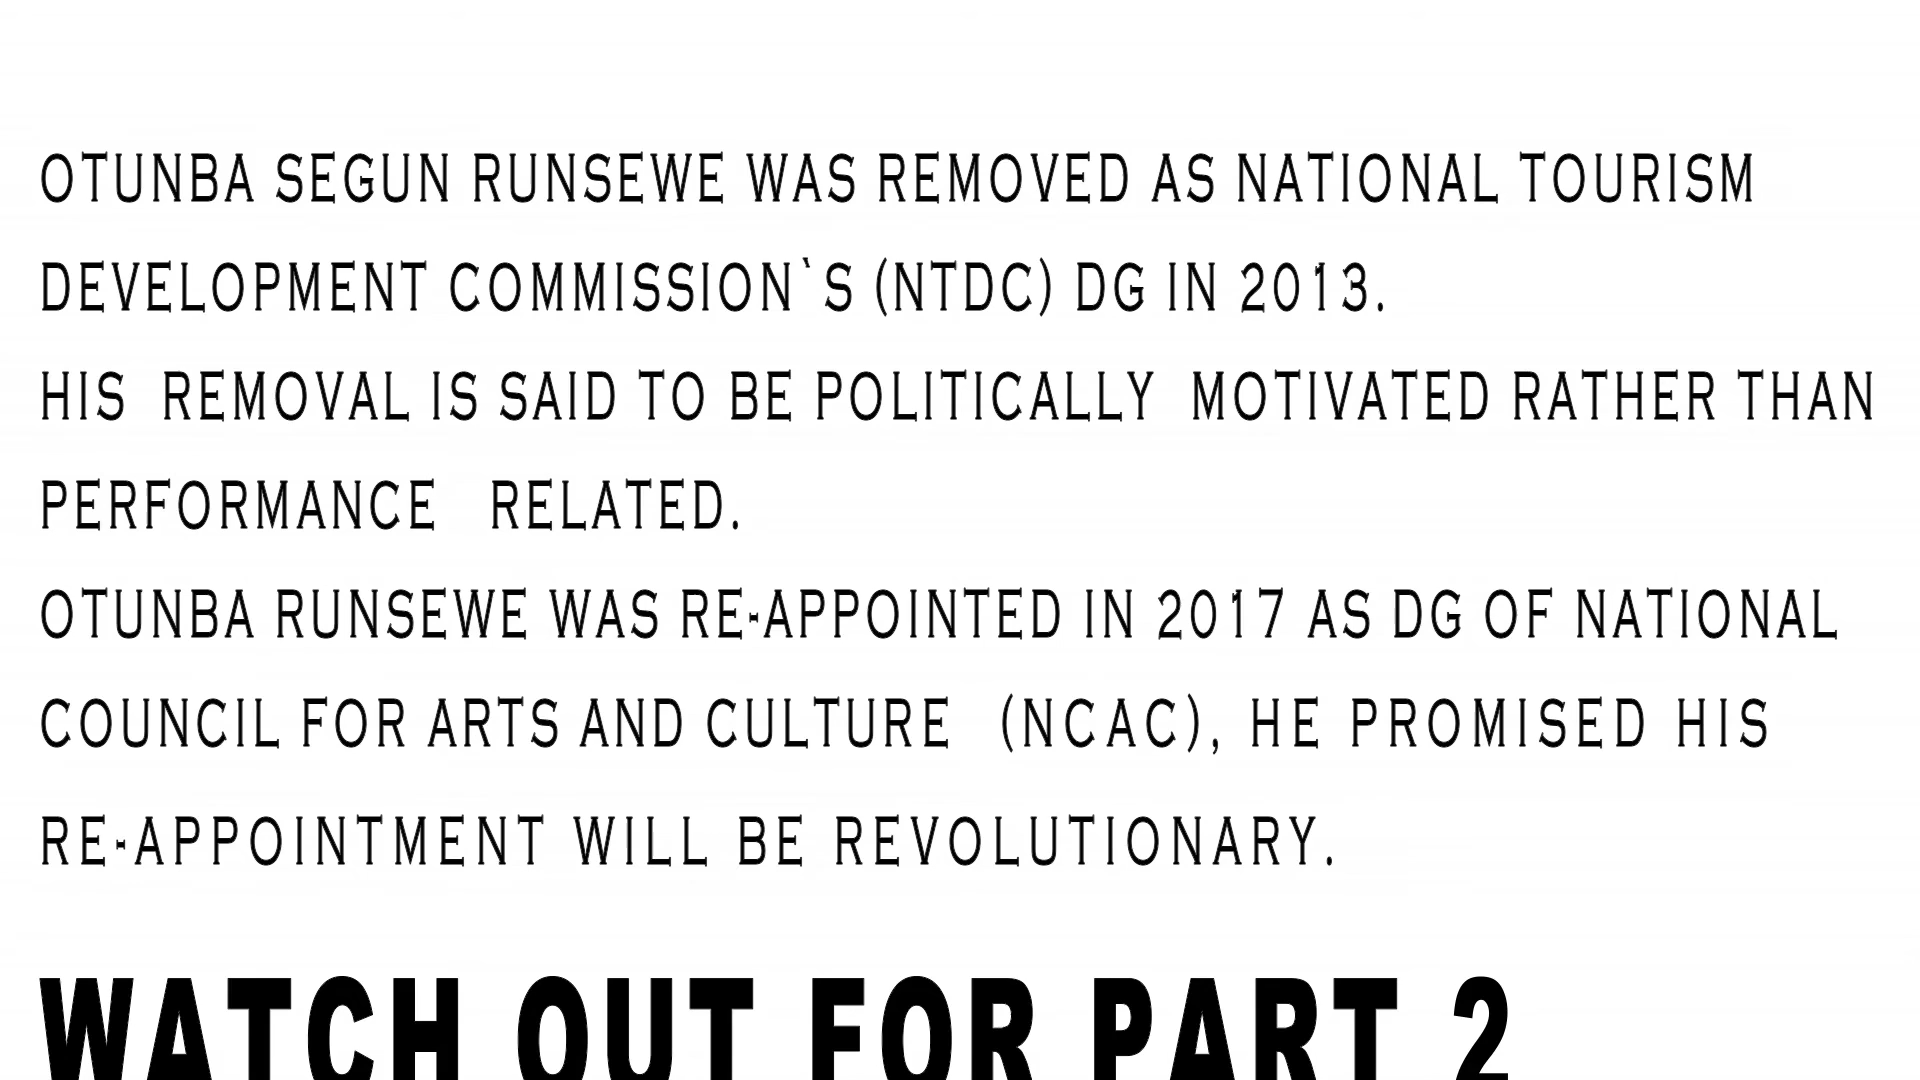 OTUNBA SEGUN RUNSEWE WAS REMOVED AS NATIONAL TOURISM
DEVELOPMENT COMMISSION`S (NTDC) DG IN 2013.
HIS REMOVAL IS SAID TO BE POLITICALLY MOTIVATED RATHER THAN
PERFORMANCE RELATED.
OTUNBA RUNSEWE WAS RE-APPOINTED IN 2017 AS DG OF NATIONAL
COUNCIL FOR ARTS AND CULTURE (NCAC), HE PROMISED HIS
RE-APPOINTMENT WILL BE REVOLUTIONARY.
WATCH OUT FOR PART 2